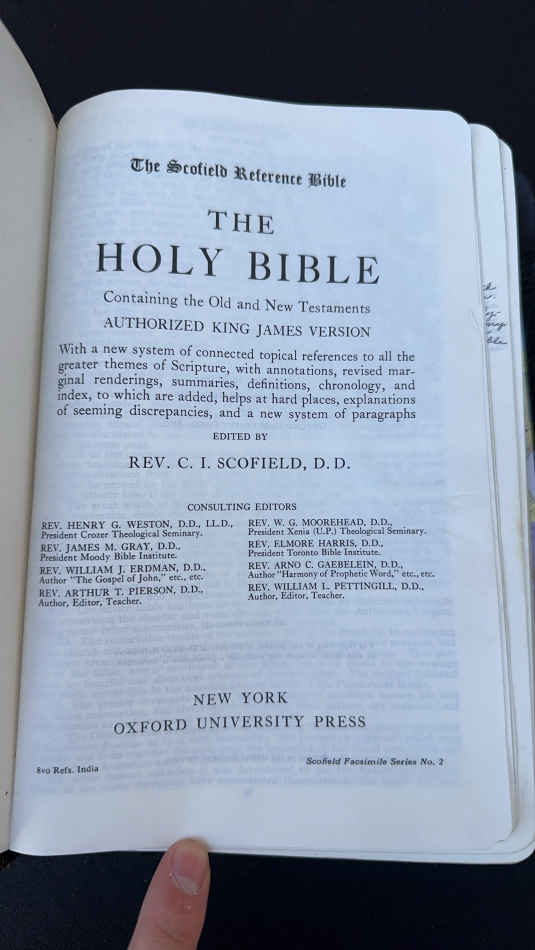 The Scofield Reference Bible
THE
HOLY BIBLE
Containing the Old and New Testaments
AUTHORIZED KING JAMES VERSION
With a new system of connected topical references to all the
greater themes of Scripture, with annotations, revised mar-
ginal renderings, summaries, definitions, chronology, and
index, to which are added, helps at hard places, explanations
of seeming discrepancies, and a new system of paragraphs
EDITED BY
REV. C. I. SCOFIELD, D.D.
CONSULTING EDITORS
REV. HENRY G. WESTON, D.D., LL.D.,
President Crozer Theological Seminary.
REV. JAMES M. GRAY, D.D.,
President Moody Bible Institute.
REV. WILLIAM J. ERDMAN, D.D.,
Author "The Gospel of John," etc., etc.
REV. ARTHUR T. PIERSON, D.D.,
Author, Editor, Teacher.
REV. W. G. MOOREHEAD, D.D.,
President Xenia (U.P.) Theological Seminary.
REV. ELMORE HARRIS, D.D.,
President Toronto Bible Institute.
REV. ARNO C. GAEBELEIN, D.D.,
Author "Harmony of Prophetic Word," etc., etc.
REV. WILLIAM L. PETTINGILL, D.D.,
Author, Editor, Teacher.
NEW YORK
OXFORD UNIVERSITY PRESS
8vo Refs. India
Scofield Facsimile Series No. 2